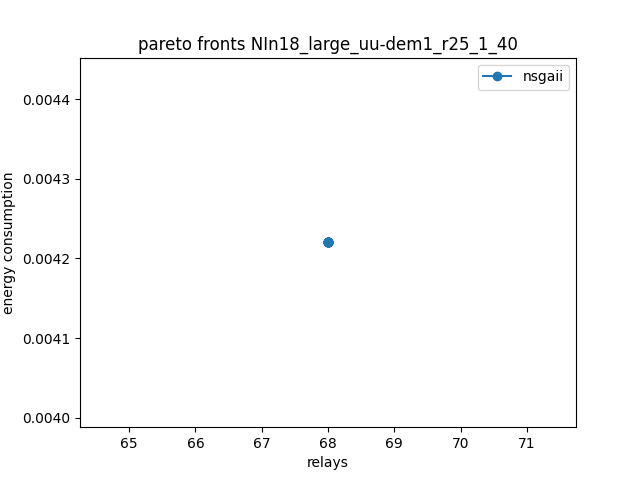 pareto fronts NIn18_large_uu-dem1_r25_1_40
nsgaii
0.0044
0.0043
0.0042
0.0041
0.0040
energy consumption
65 66 67 68 69 70 71
relays